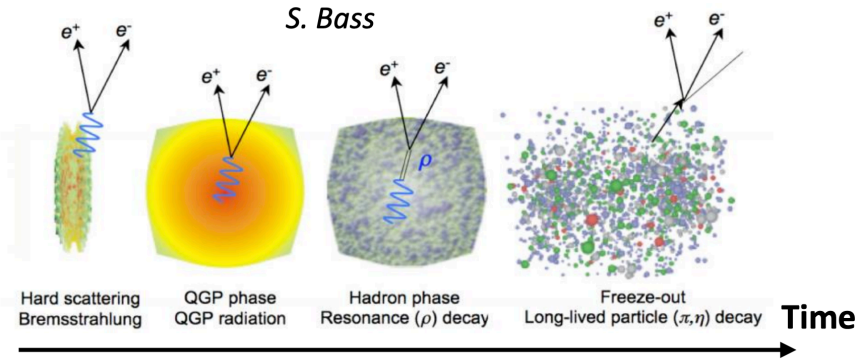 S. Bass
e+ e-
e+ e-
e+ e-
e+ e-
ρ
Hard scattering
Bremsstrahlung
QGP phase
QGP radiation
Hadron phase
Resonance (ρ) decay
Freeze-out
Long-lived particle (π,η) decay
Time